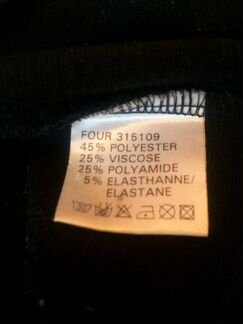 FOUR 315109
45% POLYESTER
25% VISCOSE
25% POLYAMIDE
5% ELASTHANNE/
ELASTANE